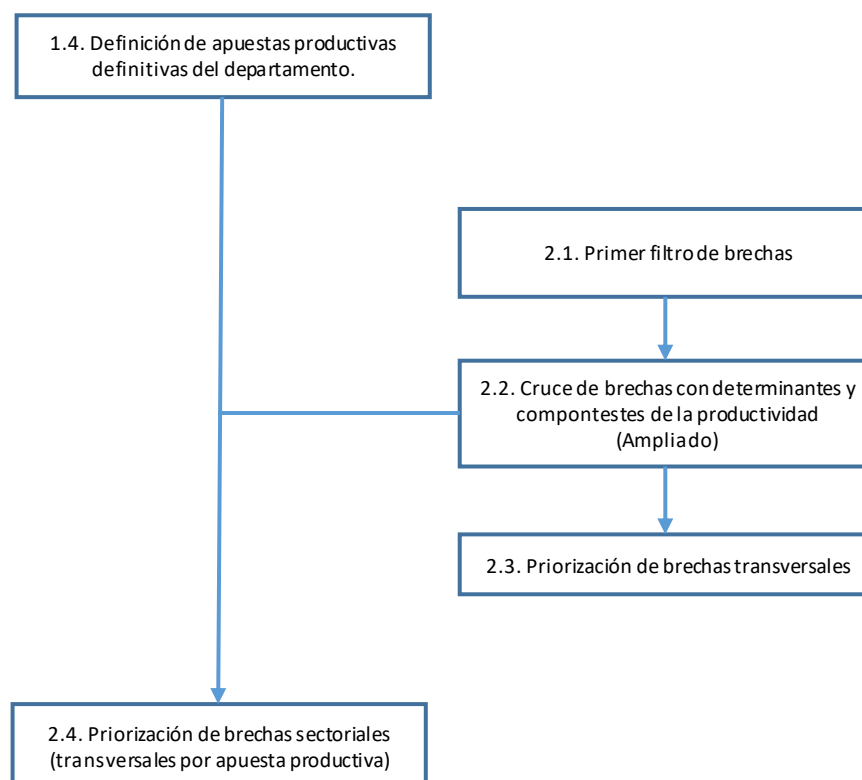 1.4. Definición de apuestas productivas
definitivas del departamento.
2.1. Primer filtro de brechas
2.2. Cruce de brechas con determinantes y
compontestes de la productividad
(Ampliado)
2.3. Priorización de brechas transversales
2.4. Priorización de brechas sectoriales
(transversales por apuesta productiva)